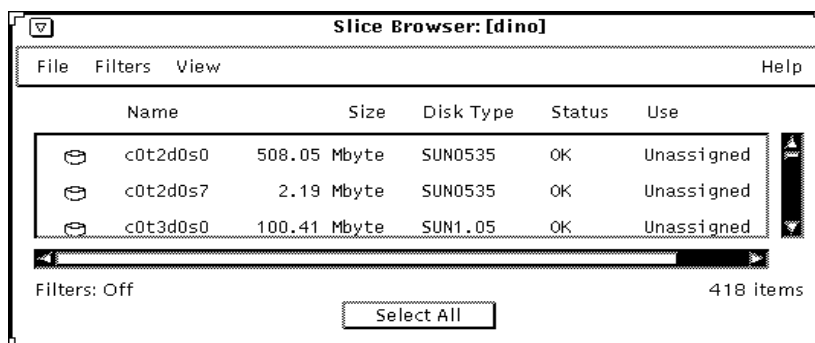 Slice Browser: [dino]
File Filters View Help
Name Size Disk Type Status Use
c0t2d0s0 508.05 Mbyte SUN0535 OK Unassigned
c0t2d0s7 2.19 Mbyte SUN0535 OK Unassigned
c0t3d0s0 100.41 Mbyte SUN1.05 OK Unassigned
Filters: Off 418 items
Select All